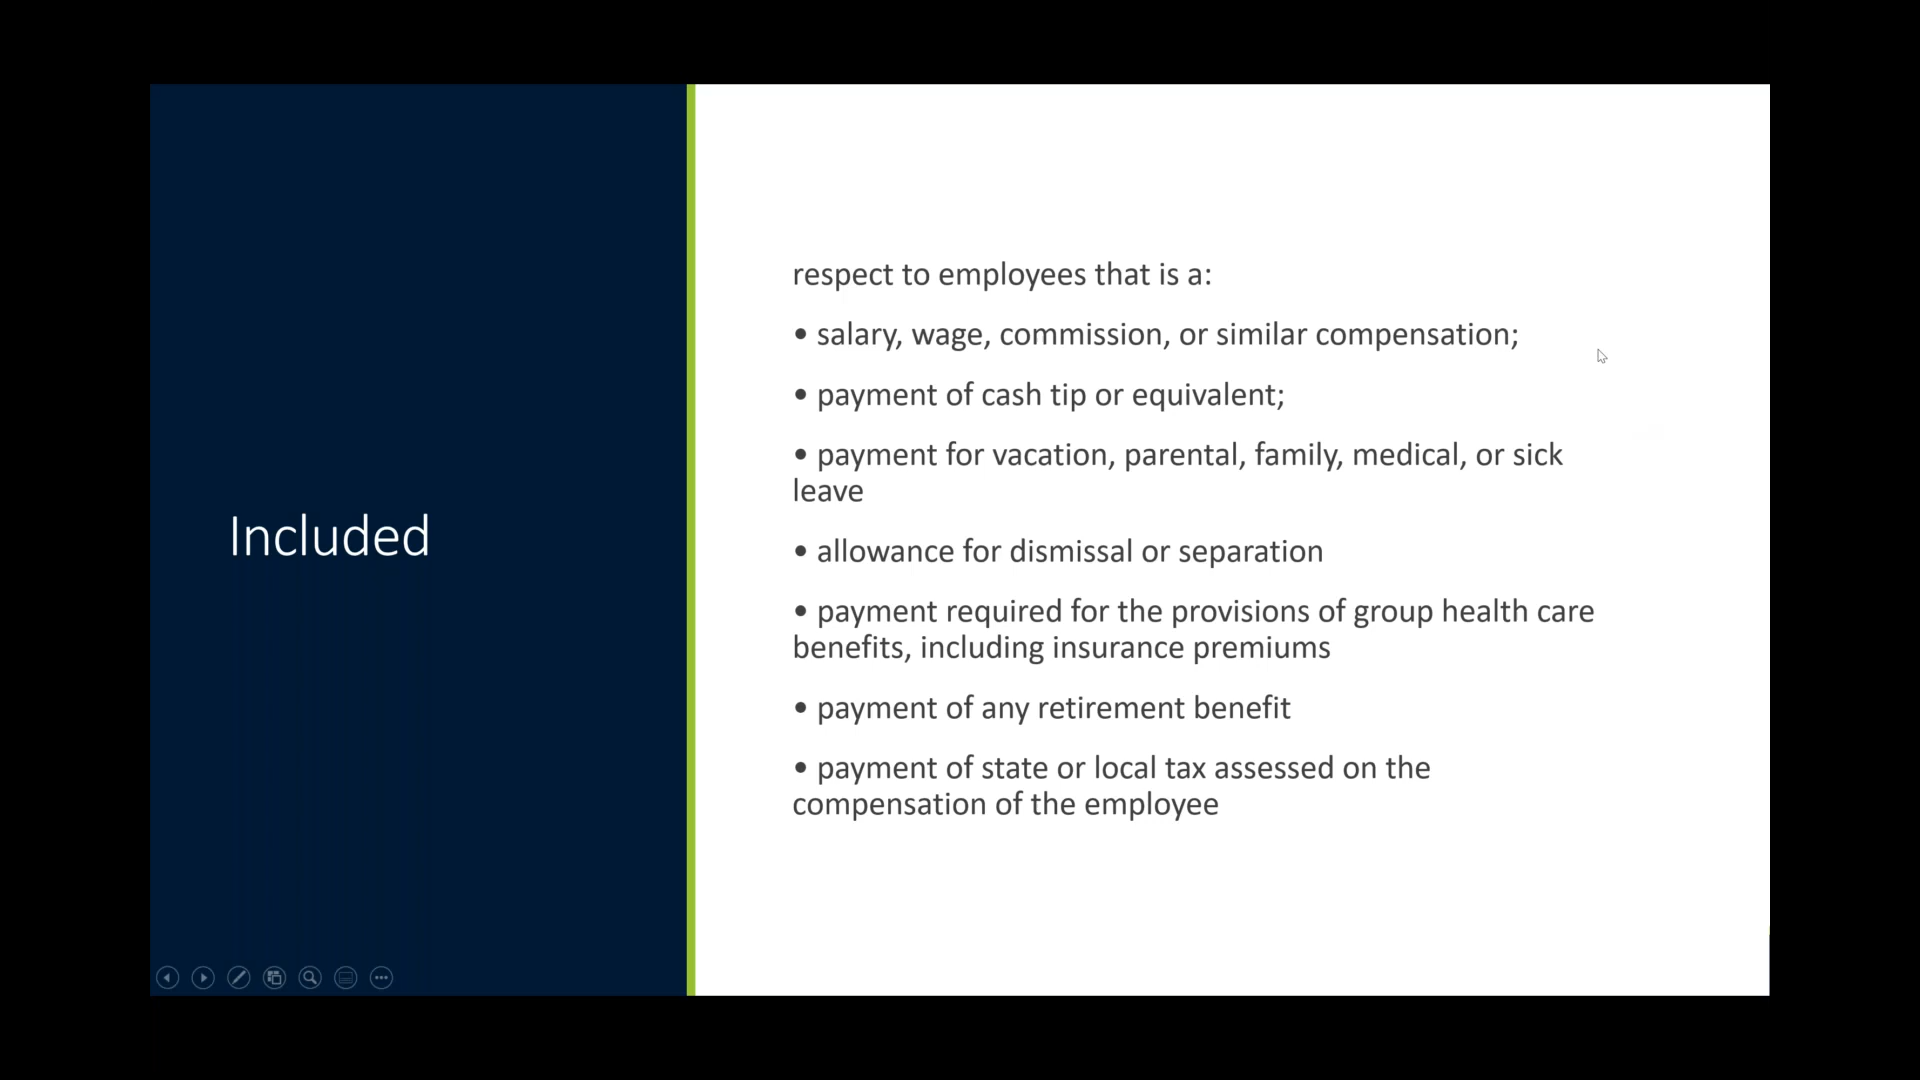 Included
respect to employees that is a:
• salary, wage, commission, or similar compensation;
• payment of cash tip or equivalent;
• payment for vacation, parental, family, medical, or sick
leave
• allowance for dismissal or separation
• payment required for the provisions of group health care
benefits, including insurance premiums
• payment of any retirement benefit
• payment of state or local tax assessed on the
compensation of the employee